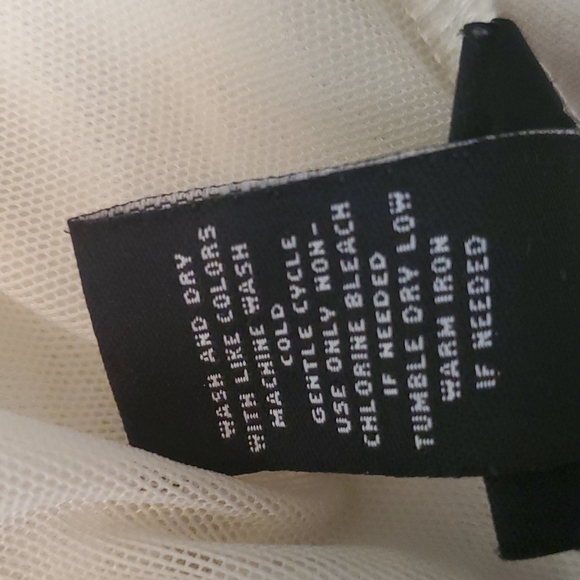 WASH AND DRY
WITH LIKE COLORS
MACHINE WASH
COLD
GENTLE CYCLE
USE ONLY NON-
CHLORINE BLEACH
IF NEEDED
TUMBLE DRY LOW
WARM IRON
IF NEEDED